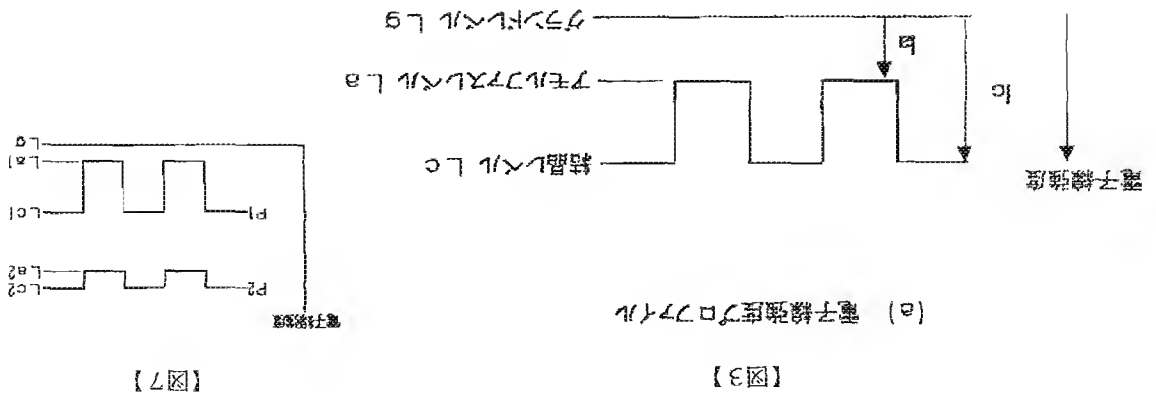 【図3】
(a) 電子線強度プロファイル
電子線強度
Ic
結晶レベル Lc
アモルファスレベル La
Ia
グランドレベル Lg
【図7】
電子線強度
P2
Lc2
La2
P1
Lc1
La1
Lg